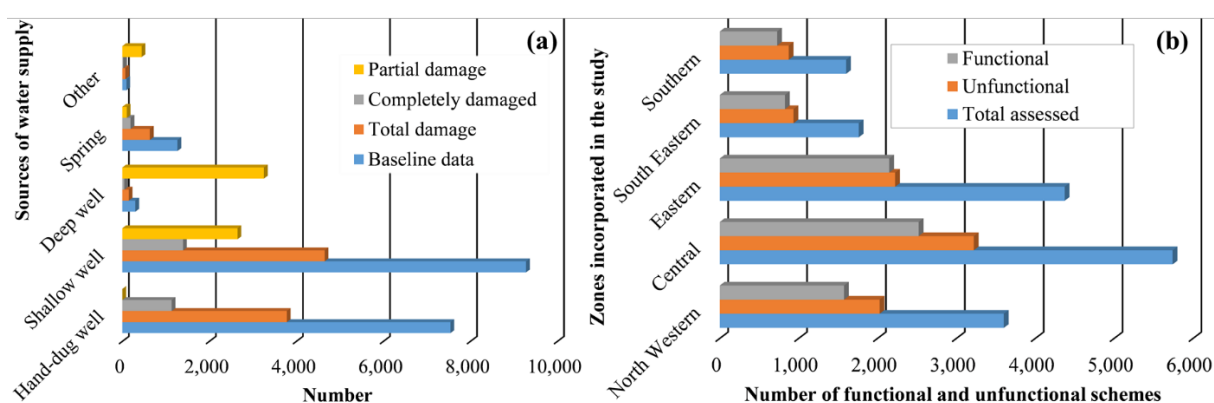 (a)
Sources of water supply
Other
Spring
Deep well
Shallow well
Hand-dug well
Partial damage
Completely damaged
Total damage
Baseline data
0 2,000 4,000 6,000 8,000 10,000
Number
(b)
Zones incorporated in the study
Southern
South Eastern
Eastern
Central
North Western
Functional
Unfunctional
Total assessed
0 1,000 2,000 3,000 4,000 5,000 6,000
Number of functional and unfunctional schemes